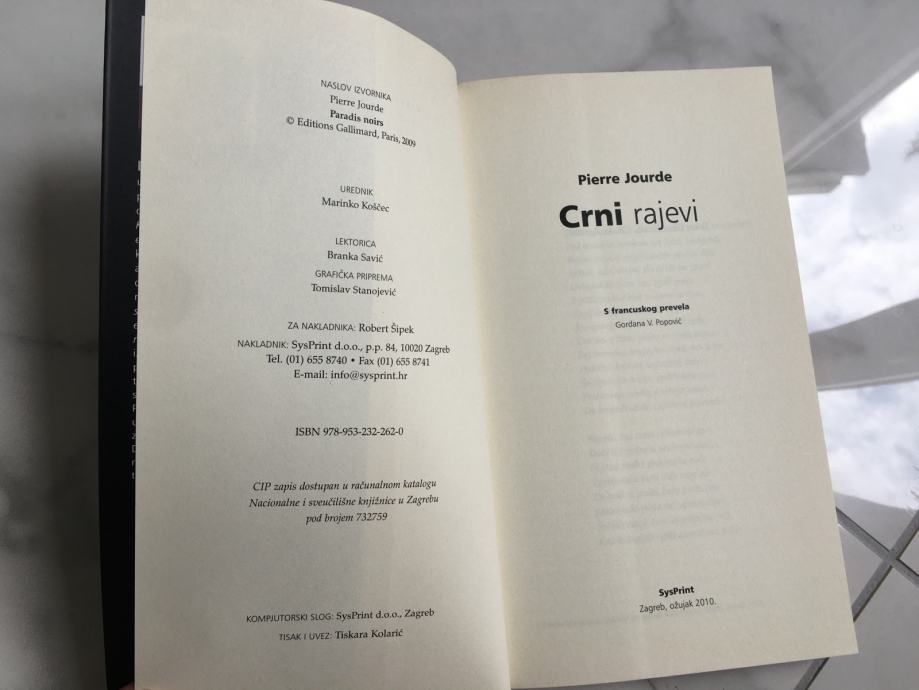 NASLOV IZVORNIKA
Pierre Jourde
Paradis noirs
© Editions Gallimard, Paris, 2009
UREDNIK
Marinko Koščec
LEKTORICA
Branka Savić
GRAFIČKA PRIPREMA
Tomislav Stanojević
ZA NAKLADNIKA: Robert Šipek
NAKLADNIK: SysPrint d.o.o., p.p. 84, 10020 Zagreb
Tel. (01) 655 8740 • Fax (01) 655 8741
E-mail: info@sysprint.hr
ISBN 978-953-232-262-0
CIP zapis dostupan u računalnom katalogu
Nacionalne i sveučilišne knjižnice u Zagrebu
pod brojem 732759
KOMPJUTORSKI SLOG: SysPrint d.o.o., Zagreb
TISAK I UVEZ: Tiskara Kolarić
Pierre Jourde
Crni rajevi
S francuskog prevela
Gordana V. Popović
SysPrint
Zagreb, ožujak 2010.